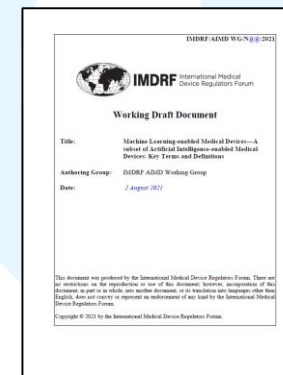 IMDRF/AIMD WG/N@@:2021
IMDRF International Medical
Device Regulators Forum
Working Draft Document
Title: Machine Learning-enabled Medical Devices—A
subset of Artificial Intelligence-enabled Medical
Devices: Key Terms and Definitions
Authoring Group: IMDRF AIMD Working Group
Date: 2 August 2021
This document was produced by the International Medical Device Regulators Forum. There are
no restrictions on the reproduction or use of this document; however, incorporation of this
document, in part or in whole, into another document, or its translation into languages other than
English, does not convey or represent an endorsement of any kind by the International Medical
Device Regulators Forum.
Copyright © 2021 by the International Medical Device Regulators Forum.